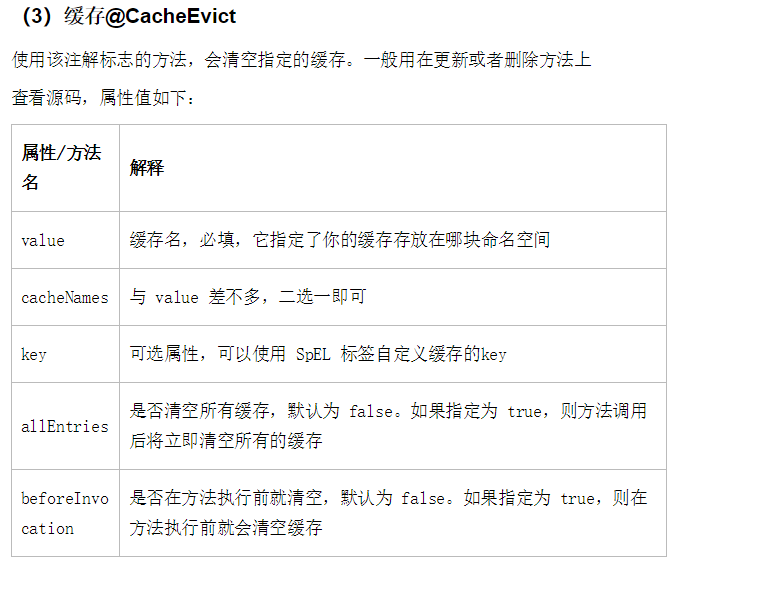 （3）缓存@CacheEvict
使用该注解标志的方法，会清空指定的缓存。一般用在更新或者删除方法上
查看源码，属性值如下：
属性/方法
名
解释
value
缓存名，必填，它指定了你的缓存存放在哪块命名空间
cacheNames
与 value 差不多，二选一即可
key
可选属性，可以使用 SpEL 标签自定义缓存的key
allEntries
是否清空所有缓存，默认为 false。如果指定为 true，则方法调用
后将立即清空所有的缓存
beforeInvo
cation
是否在方法执行前就清空，默认为 false。如果指定为 true，则在
方法执行前就会清空缓存